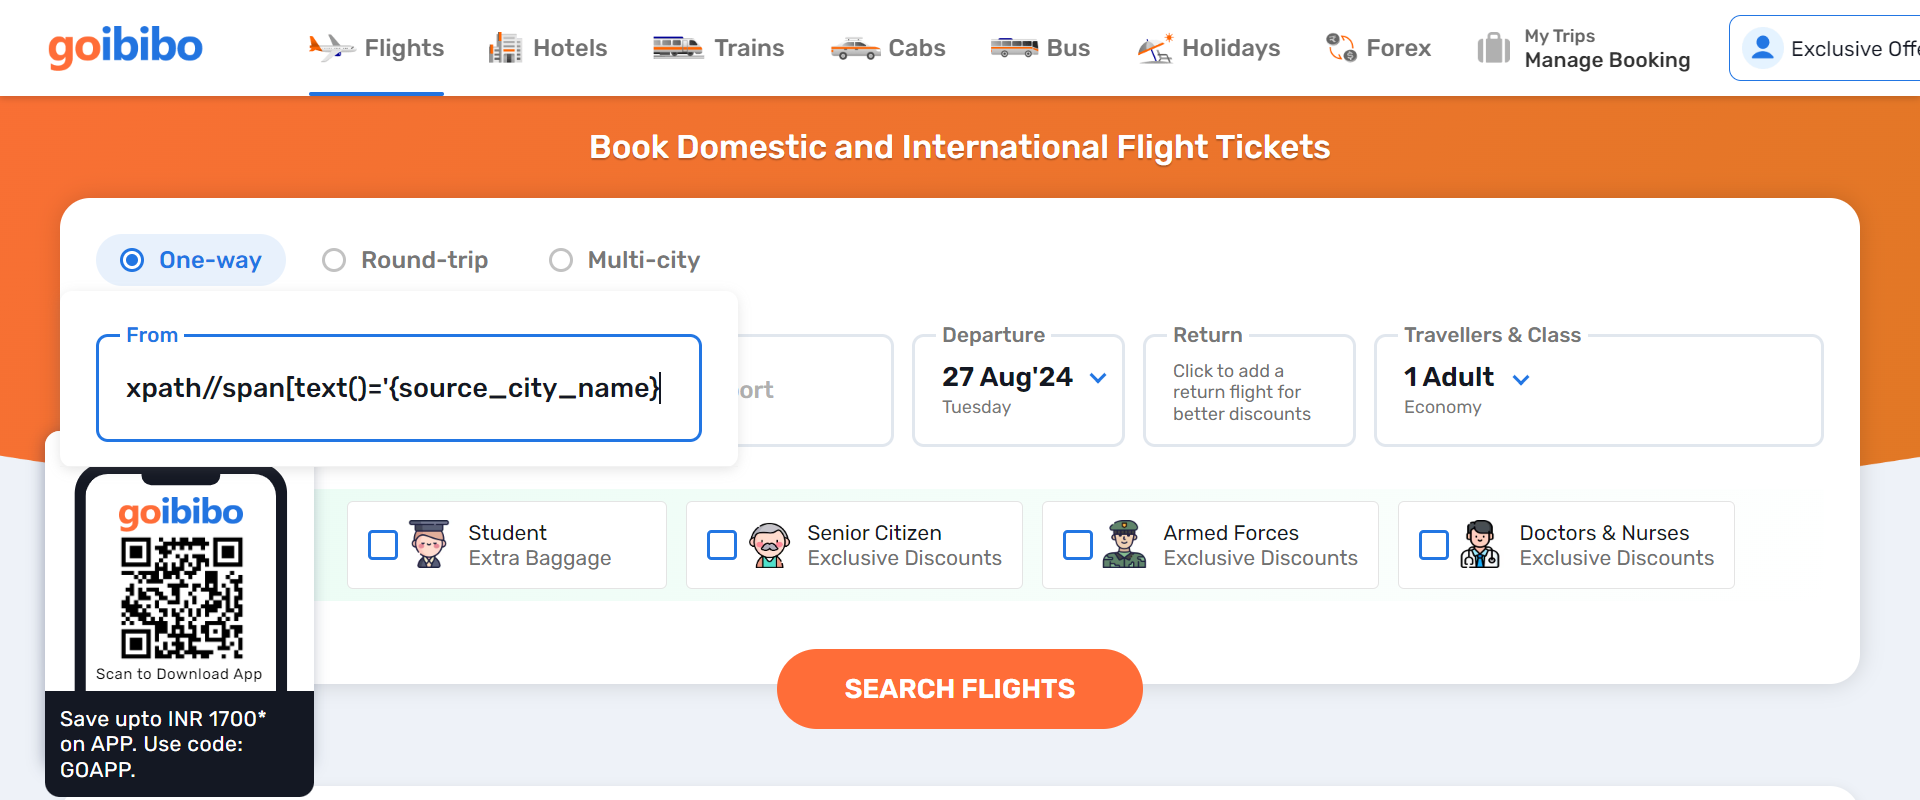 goibibo
Flights
Hotels
Trains
Cabs
Bus
Holidays
Forex
My Trips
Manage Booking
Exclusive Offe
Book Domestic and International Flight Tickets
One-way
Round-trip
Multi-city
From
xpath//span[text()='{source_city_name}
ort
Departure
27 Aug'24
Tuesday
Return
Click to add a
return flight for
better discounts
Travellers & Class
1 Adult
Economy
goibibo
Scan to Download App
Save upto INR 1700*
on APP. Use code:
GOAPP.
Student
Extra Baggage
Senior Citizen
Exclusive Discounts
Armed Forces
Exclusive Discounts
Doctors & Nurses
Exclusive Discounts
SEARCH FLIGHTS